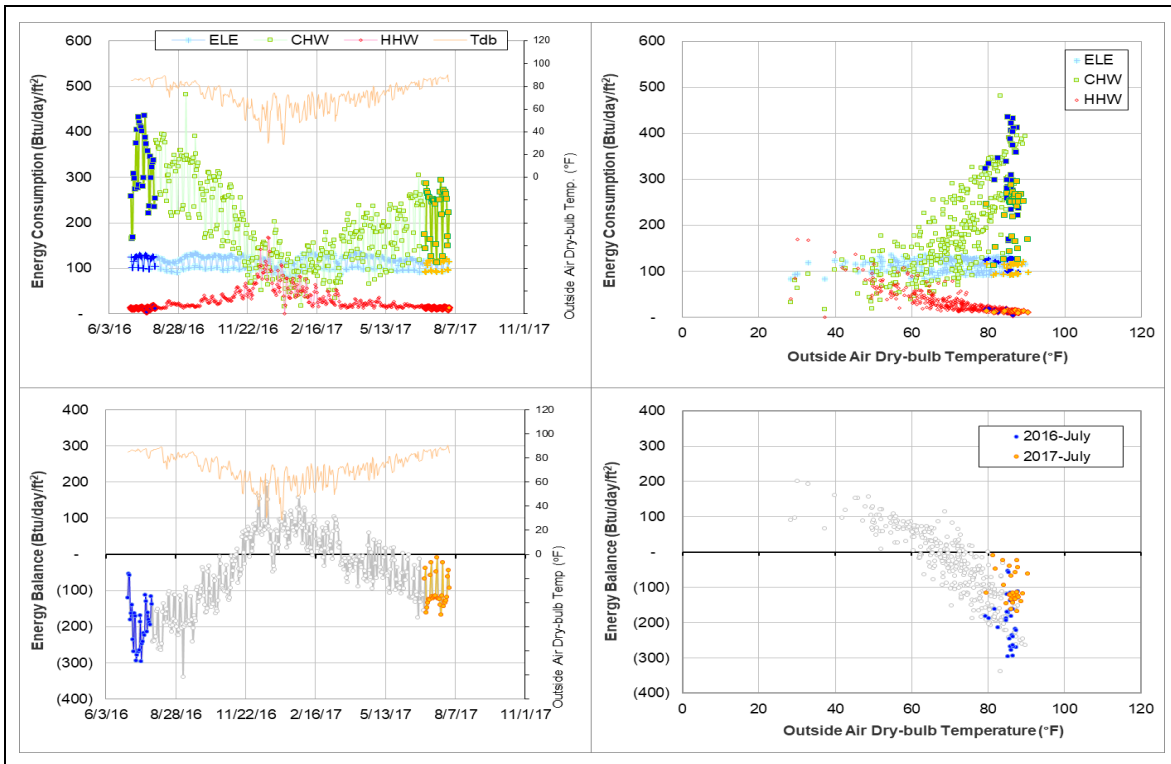 ELE CHW HHW Tdb
Energy Consumption (Btu/day/ft²)
600
500
400
300
200
100
-
120
100
80
60
40
20
0
Outside Air Dry-bulb Temp. (°F)
6/3/16 8/28/16 11/22/16 2/16/17 5/13/17 8/7/17 11/1/17
Energy Consumption (Btu/day/ft²)
600
500
400
300
200
100
-
ELE
CHW
HHW
0 20 40 60 80 100 120
Outside Air Dry-bulb Temperature (°F)
Energy Balance (Btu/day/ft²)
400
300
200
100
-
(100)
(200)
(300)
(400)
120
100
80
60
40
20
0
Outside Air Dry-bulb Temp (°F)
6/3/16 8/28/16 11/22/16 2/16/17 5/13/17 8/7/17 11/1/17
Energy Balance (Btu/day/ft²)
400
300
200
100
-
(100)
(200)
(300)
(400)
2016-July
2017-July
0 20 40 60 80 100 120
Outside Air Dry-bulb Temperature (°F)